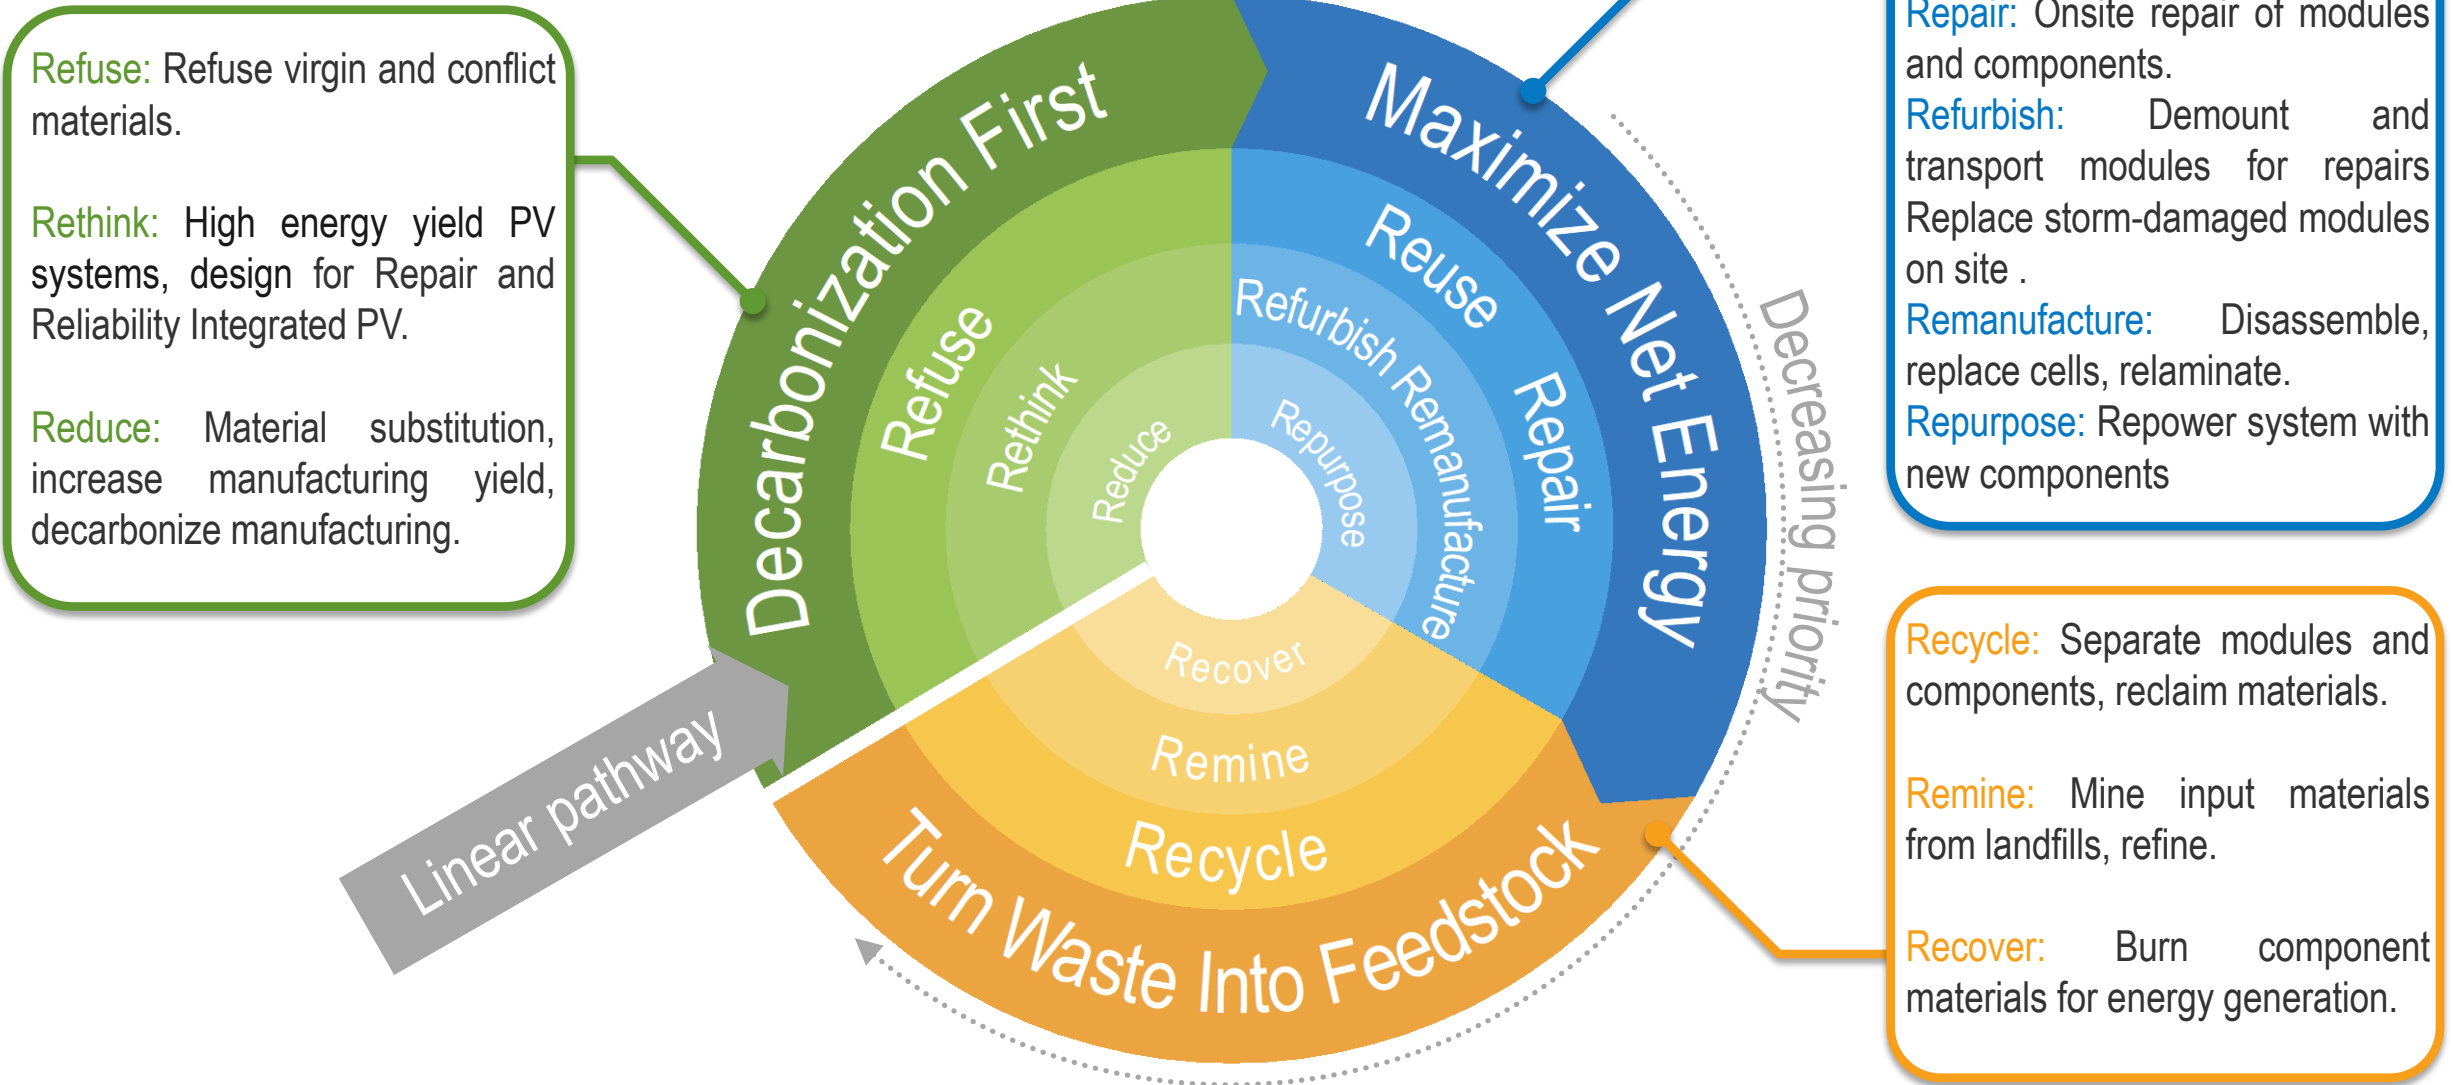 Refuse: Refuse virgin and conflict
materials.
Rethink: High energy yield PV
systems, design for Repair and
Reliability Integrated PV.
Reduce: Material substitution,
increase manufacturing yield,
decarbonize manufacturing.
Decarbonization First
Refuse
Rethink
Reduce
Maximize Net Energy
Reuse
Repair
Refurbish Remanufacture
Repurpose
Turn Waste Into Feedstock
Recycle
Remine
Recover
Linear pathway
Decreasing priority
Repair: Onsite repair of modules
and components.
Refurbish: Demount and
transport modules for repairs
Replace storm-damaged modules
on site .
Remanufacture: Disassemble,
replace cells, relaminate.
Repurpose: Repower system with
new components
Recycle: Separate modules and
components, reclaim materials.
Remine: Mine input materials
from landfills, refine.
Recover: Burn component
materials for energy generation.